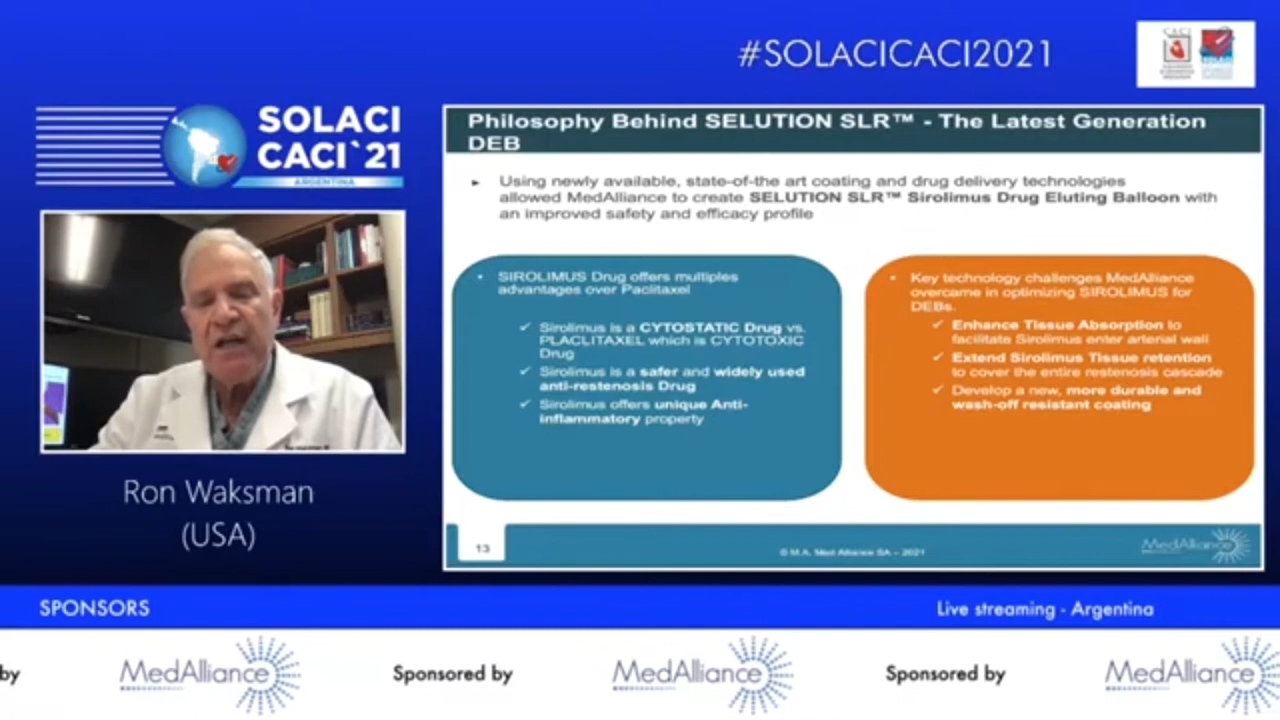 #SOLACICACI2021
CACI
SOLACI
SOLACI
CACI`21
ARGENTINA
Ron Waksman
(USA)
Philosophy Behind SELUTION SLR™ - The Latest Generation
DEB
► Using newly available, state-of-the art coating and drug delivery technologies
allowed MedAlliance to create SELUTION SLR™ Sirolimus Drug Eluting Balloon with
an improved safety and efficacy profile
• SIROLIMUS Drug offers multiples
advantages over Paclitaxel
✓ Sirolimus is a CYTOSTATIC Drug vs.
PLACLITAXEL which is CYTOTOXIC
Drug
✓ Sirolimus is a safer and widely used
anti-restenosis Drug
✓ Sirolimus offers unique Anti-
inflammatory property
• Key technology challenges MedAlliance
overcame in optimizing SIROLIMUS for
DEBs.
✓ Enhance Tissue Absorption to
facilitate Sirolimus enter arterial wall
✓ Extend Sirolimus Tissue retention
to cover the entire restenosis cascade
✓ Develop a new, more durable and
wash-off resistant coating
13
© M.A. Med Alliance SA – 2021
MedAlliance
SPONSORS
Live streaming - Argentina
by
MedAlliance
Sponsored by
MedAlliance
Sponsored by
MedAlliance